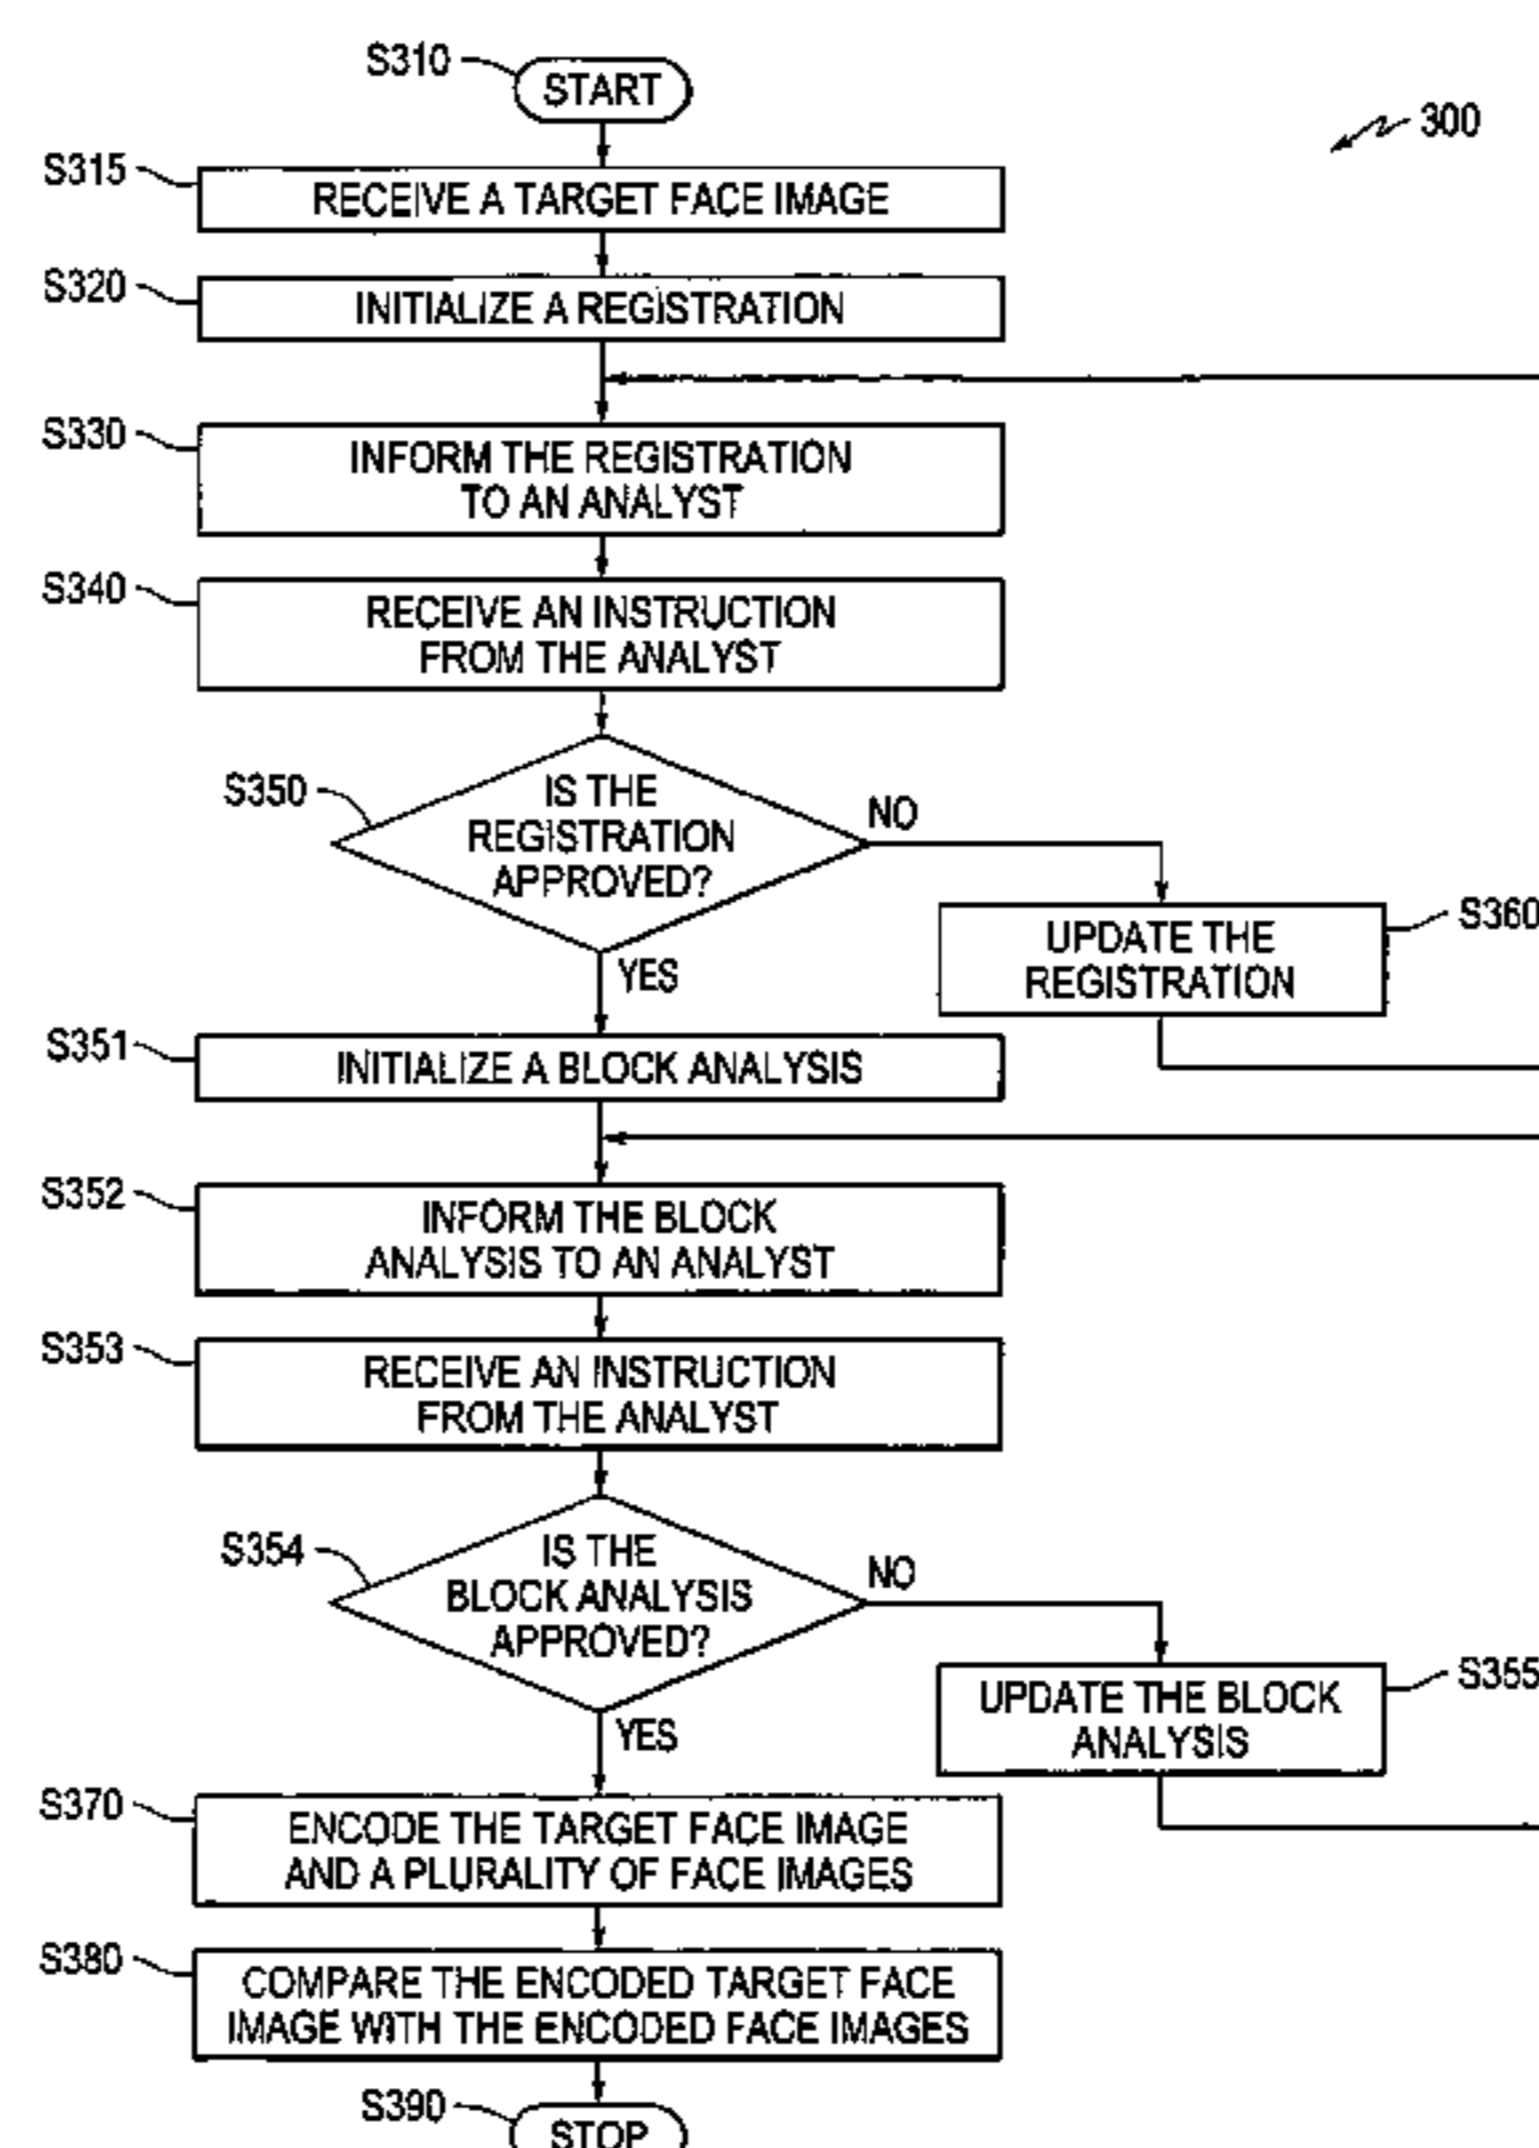 S310
START
300
S315
RECEIVE A TARGET FACE IMAGE
S320
INITIALIZE A REGISTRATION
S330
INFORM THE REGISTRATION
TO AN ANALYST
S340
RECEIVE AN INSTRUCTION
FROM THE ANALYST
S350
IS THE
REGISTRATION
APPROVED?
NO
YES
S360
UPDATE THE
REGISTRATION
S351
INITIALIZE A BLOCK ANALYSIS
S352
INFORM THE BLOCK
ANALYSIS TO AN ANALYST
S353
RECEIVE AN INSTRUCTION
FROM THE ANALYST
S354
IS THE
BLOCK ANALYSIS
APPROVED?
NO
YES
S355
UPDATE THE BLOCK
ANALYSIS
S370
ENCODE THE TARGET FACE IMAGE
AND A PLURALITY OF FACE IMAGES
S380
COMPARE THE ENCODED TARGET FACE
IMAGE WITH THE ENCODED FACE IMAGES
S390
STOP